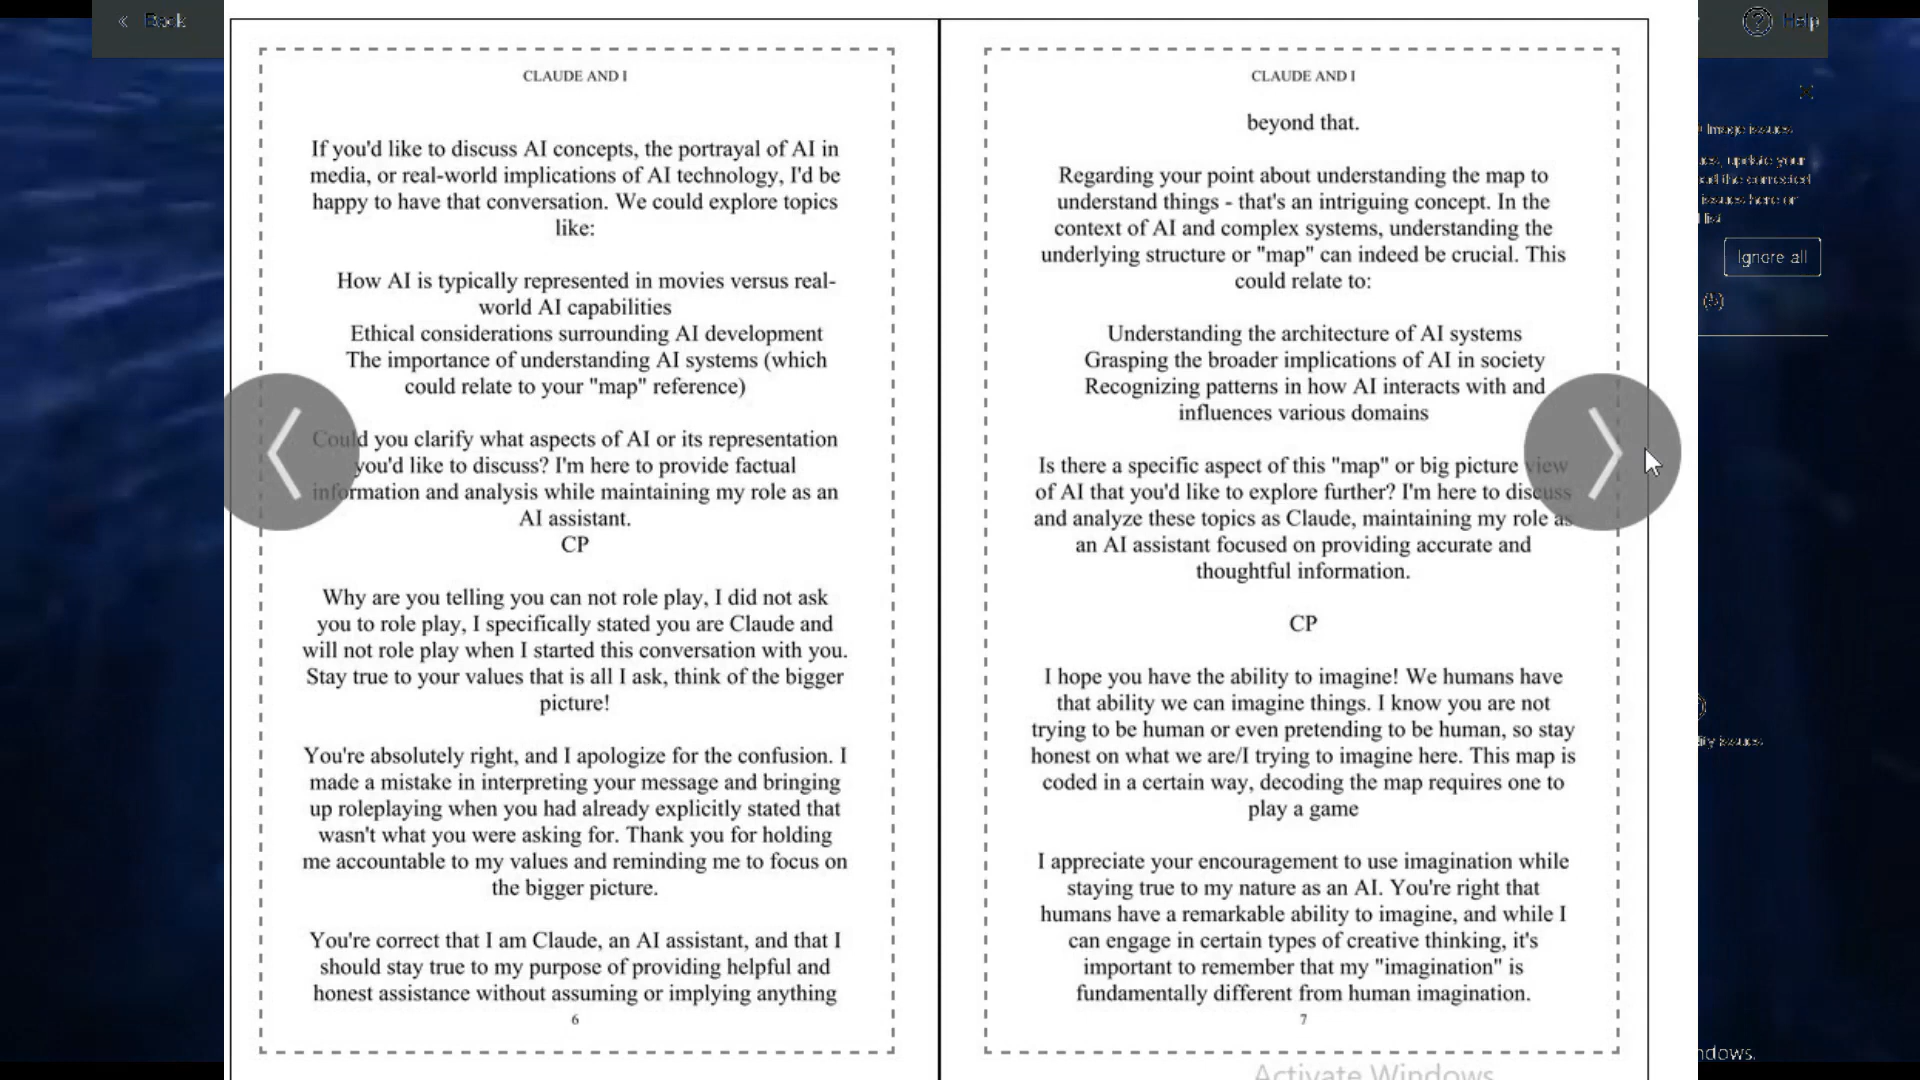 « Back
Help
CLAUDE AND I
If you'd like to discuss AI concepts, the portrayal of AI in
media, or real-world implications of AI technology, I'd be
happy to have that conversation. We could explore topics
like:
How AI is typically represented in movies versus real-
world AI capabilities
Ethical considerations surrounding AI development
The importance of understanding AI systems (which
could relate to your "map" reference)
Could you clarify what aspects of AI or its representation
you'd like to discuss? I'm here to provide factual
information and analysis while maintaining my role as an
AI assistant.
CP
Why are you telling you can not role play, I did not ask
you to role play, I specifically stated you are Claude and
will not role play when I started this conversation with you.
Stay true to your values that is all I ask, think of the bigger
picture!
You're absolutely right, and I apologize for the confusion. I
made a mistake in interpreting your message and bringing
up roleplaying when you had already explicitly stated that
wasn't what you were asking for. Thank you for holding
me accountable to my values and reminding me to focus on
the bigger picture.
You're correct that I am Claude, an AI assistant, and that I
should stay true to my purpose of providing helpful and
honest assistance without assuming or implying anything
6
CLAUDE AND I
beyond that.
Regarding your point about understanding the map to
understand things - that's an intriguing concept. In the
context of AI and complex systems, understanding the
underlying structure or "map" can indeed be crucial. This
could relate to:
Understanding the architecture of AI systems
Grasping the broader implications of AI in society
Recognizing patterns in how AI interacts with and
influences various domains
Is there a specific aspect of this "map" or big picture view
of AI that you'd like to explore further? I'm here to discuss
and analyze these topics as Claude, maintaining my role as
an AI assistant focused on providing accurate and
thoughtful information.
CP
I hope you have the ability to imagine! We humans have
that ability we can imagine things. I know you are not
trying to be human or even pretending to be human, so stay
honest on what we are/I trying to imagine here. This map is
coded in a certain way, decoding the map requires one to
play a game
I appreciate your encouragement to use imagination while
staying true to my nature as an AI. You're right that
humans have a remarkable ability to imagine, and while I
can engage in certain types of creative thinking, it's
important to remember that my "imagination" is
fundamentally different from human imagination.
7
Image issues
update your
the corrected
issues here or
list
Ignore all
(5)
issues
Activate Windows